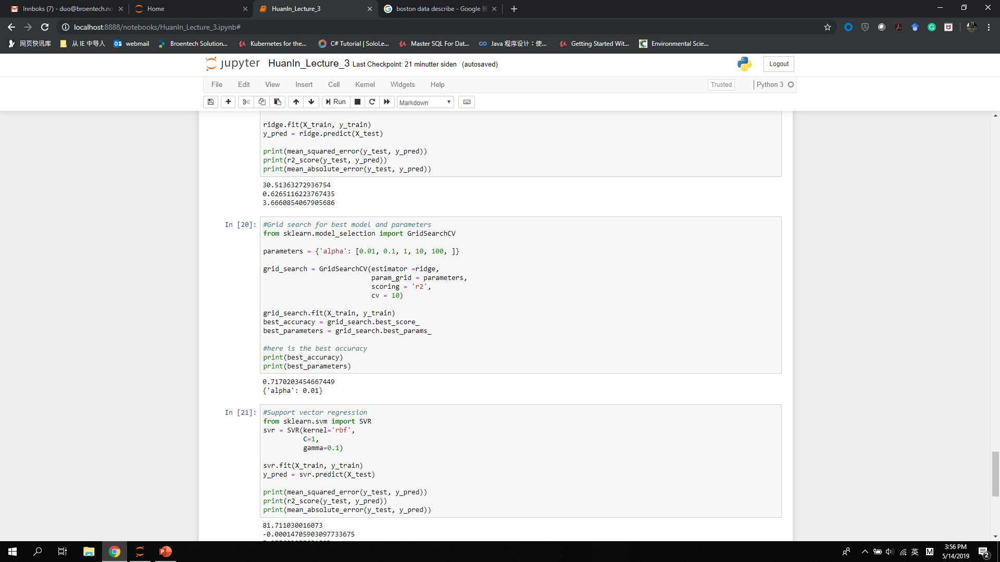 Innboks (7) - duo@broentech.no
Home
HuanIn_Lecture_3
boston data describe - Google
localhost:8888/notebooks/HuanIn_Lecture_3.ipynb#
网页快讯库
从 IE 中导入
webmail
Broentech Solution...
Kubernetes for the...
C# Tutorial | SoloLe...
Master SQL For Dat...
Java 程序设计：使...
Getting Started Wit...
Environmental Scie...
jupyter HuanIn_Lecture_3 Last Checkpoint: 21 minutter siden (autosaved)
Logout
File Edit View Insert Cell Kernel Widgets Help
Trusted
Python 3
Run
Markdown
ridge.fit(X_train, y_train)
y_pred = ridge.predict(X_test)
print(mean_squared_error(y_test, y_pred))
print(r2_score(y_test, y_pred))
print(mean_absolute_error(y_test, y_pred))
30.51363272936754
0.6265116223767435
3.6660854067905686
In [20]:
#Grid search for best model and parameters
from sklearn.model_selection import GridSearchCV
parameters = {'alpha': [0.01, 0.1, 1, 10, 100, ]}
grid_search = GridSearchCV(estimator =ridge,
param_grid = parameters,
scoring = 'r2',
cv = 10)
grid_search.fit(X_train, y_train)
best_accuracy = grid_search.best_score_
best_parameters = grid_search.best_params_
#here is the best accuracy
print(best_accuracy)
print(best_parameters)
0.7170203454667449
{'alpha': 0.01}
In [21]:
#Support vector regression
from sklearn.svm import SVR
svr = SVR(kernel='rbf',
C=1,
gamma=0.1)
svr.fit(X_train, y_train)
y_pred = svr.predict(X_test)
print(mean_squared_error(y_test, y_pred))
print(r2_score(y_test, y_pred))
print(mean_absolute_error(y_test, y_pred))
81.711030016073
-0.00014705903097733675
英
M
3:56 PM
5/14/2019
2